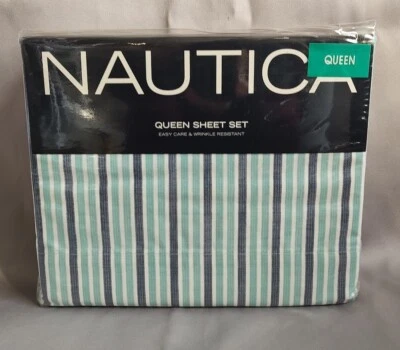 QUEEN
NAUTICA
QUEEN SHEET SET
EASY CARE & WRINKLE RESISTANT